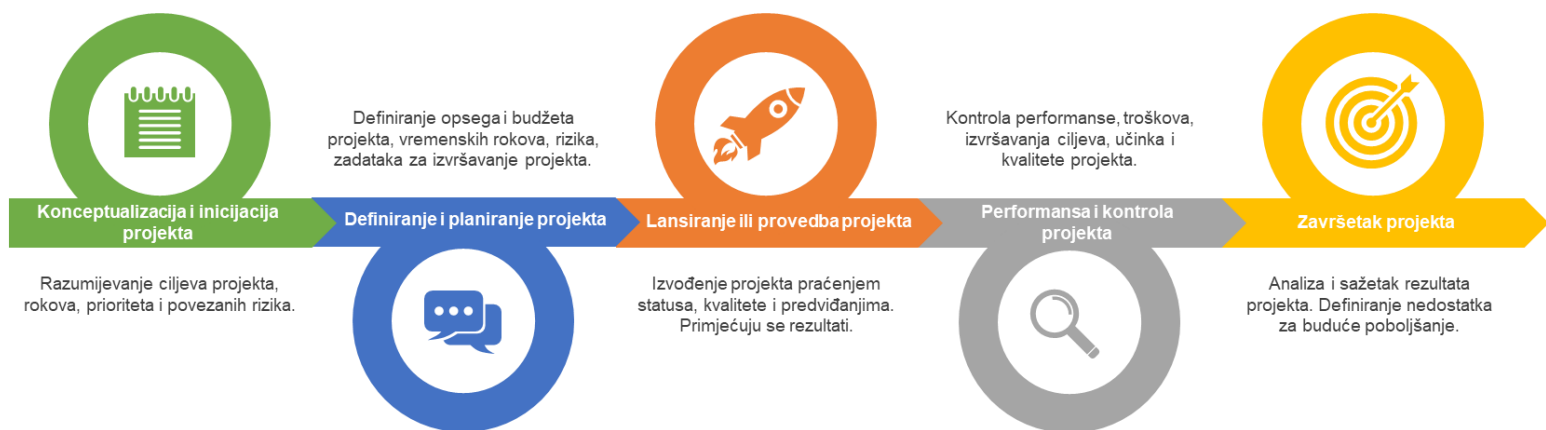 Konceptualizacija i inicijacija
projekta
Razumijevanje ciljeva projekta,
rokova, prioriteta i povezanih rizika.
Definiranje opsega i budžeta
projekta, vremenskih rokova, rizika,
zadataka za izvršavanje projekta.
Definiranje i planiranje projekta
Lansiranje ili provedba projekta
Izvođenje projekta praćenjem
statusa, kvalitete i predviđanjima.
Primjećuju se rezultati.
Kontrola performanse, troškova,
izvršavanja ciljeva, učinka i
kvalitete projekta.
Performansa i kontrola
projekta
Završetak projekta
Analiza i sažetak rezultata
projekta. Definiranje nedostatka
za buduće poboljšanje.